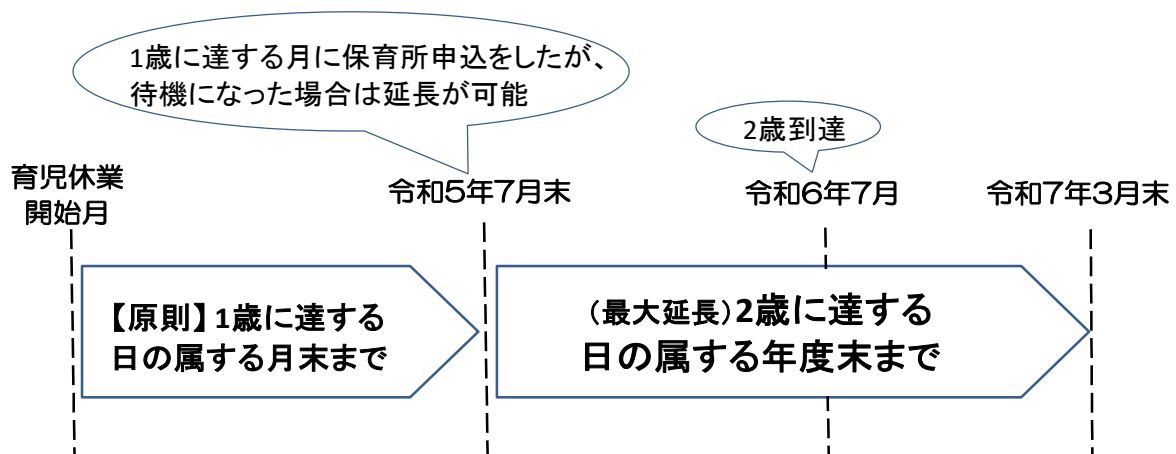 1歳に達する月に保育所申込をしたが、
待機になった場合は延長が可能
2歳到達
育児休業
開始月
令和5年7月末
令和6年7月
令和7年3月末
【原則】1歳に達する
日の属する月末まで
（最大延長）2歳に達する
日の属する年度末まで